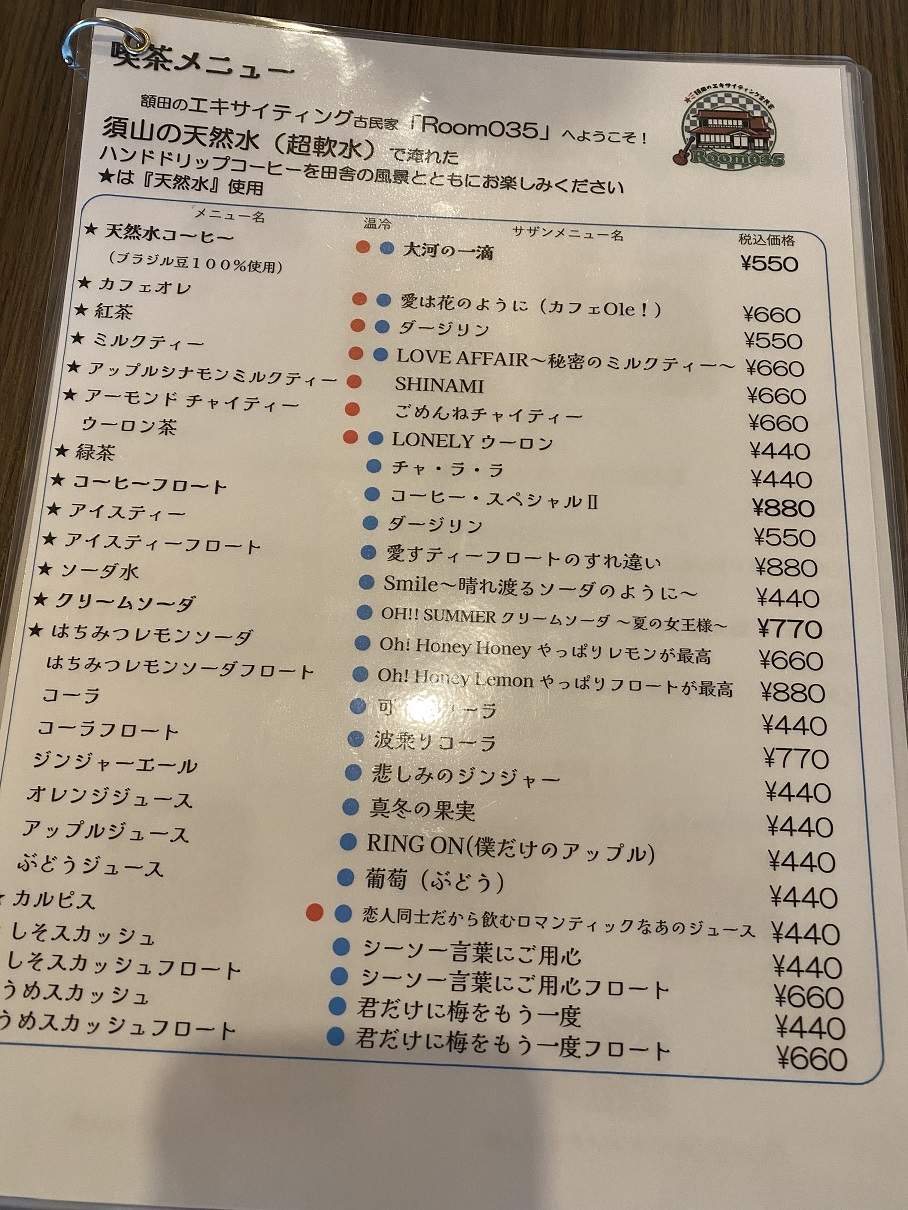 喫茶メニュー
額田のエキサイティング古民家「Room035」へようこそ！
須山の天然水（超軟水）で淹れた
ハンドドリップコーヒーを田舎の風景とともにお楽しみください
★は『天然水』使用
額田のエキサイティング古民家
Room035
メニュー名 温冷 サザンメニュー名 税込価格
★ 天然水コーヒー 大河の一滴 ¥550
（ブラジル豆１００％使用）
★ カフェオレ 愛は花のように（カフェOle！） ¥660
★ 紅茶 ダージリン ¥550
★ ミルクティー LOVE AFFAIR～秘密のミルクティー～ ¥660
★ アップルシナモンミルクティー SHINAMI ¥660
★ アーモンド チャイティー ごめんねチャイティー ¥660
ウーロン茶 LONELY ウーロン ¥440
★ 緑茶 チャ・ラ・ラ ¥440
★ コーヒーフロート コーヒー・スペシャルⅡ ¥880
★ アイスティー ダージリン ¥550
★ アイスティーフロート 愛すティーフロートのすれ違い ¥880
★ ソーダ水 Smile～晴れ渡るソーダのように～ ¥440
★ クリームソーダ OH!! SUMMER クリームソーダ ～夏の女王様～ ¥770
★ はちみつレモンソーダ Oh! Honey Honey やっぱりレモンが最高 ¥660
はちみつレモンソーダフロート Oh! Honey Lemon やっぱりフロートが最高 ¥880
コーラ 可 ーラ ¥440
コーラフロート 波乗りコーラ ¥770
ジンジャーエール 悲しみのジンジャー ¥440
オレンジジュース 真冬の果実 ¥440
アップルジュース RING ON(僕だけのアップル) ¥440
ぶどうジュース 葡萄（ぶどう） ¥440
★ カルピス 恋人同士だから飲むロマンティックなあのジュース ¥440
しそスカッシュ シーソー言葉にご用心 ¥440
しそスカッシュフロート シーソー言葉にご用心フロート ¥660
うめスカッシュ 君だけに梅をもう一度 ¥440
うめスカッシュフロート 君だけに梅をもう一度フロート ¥660